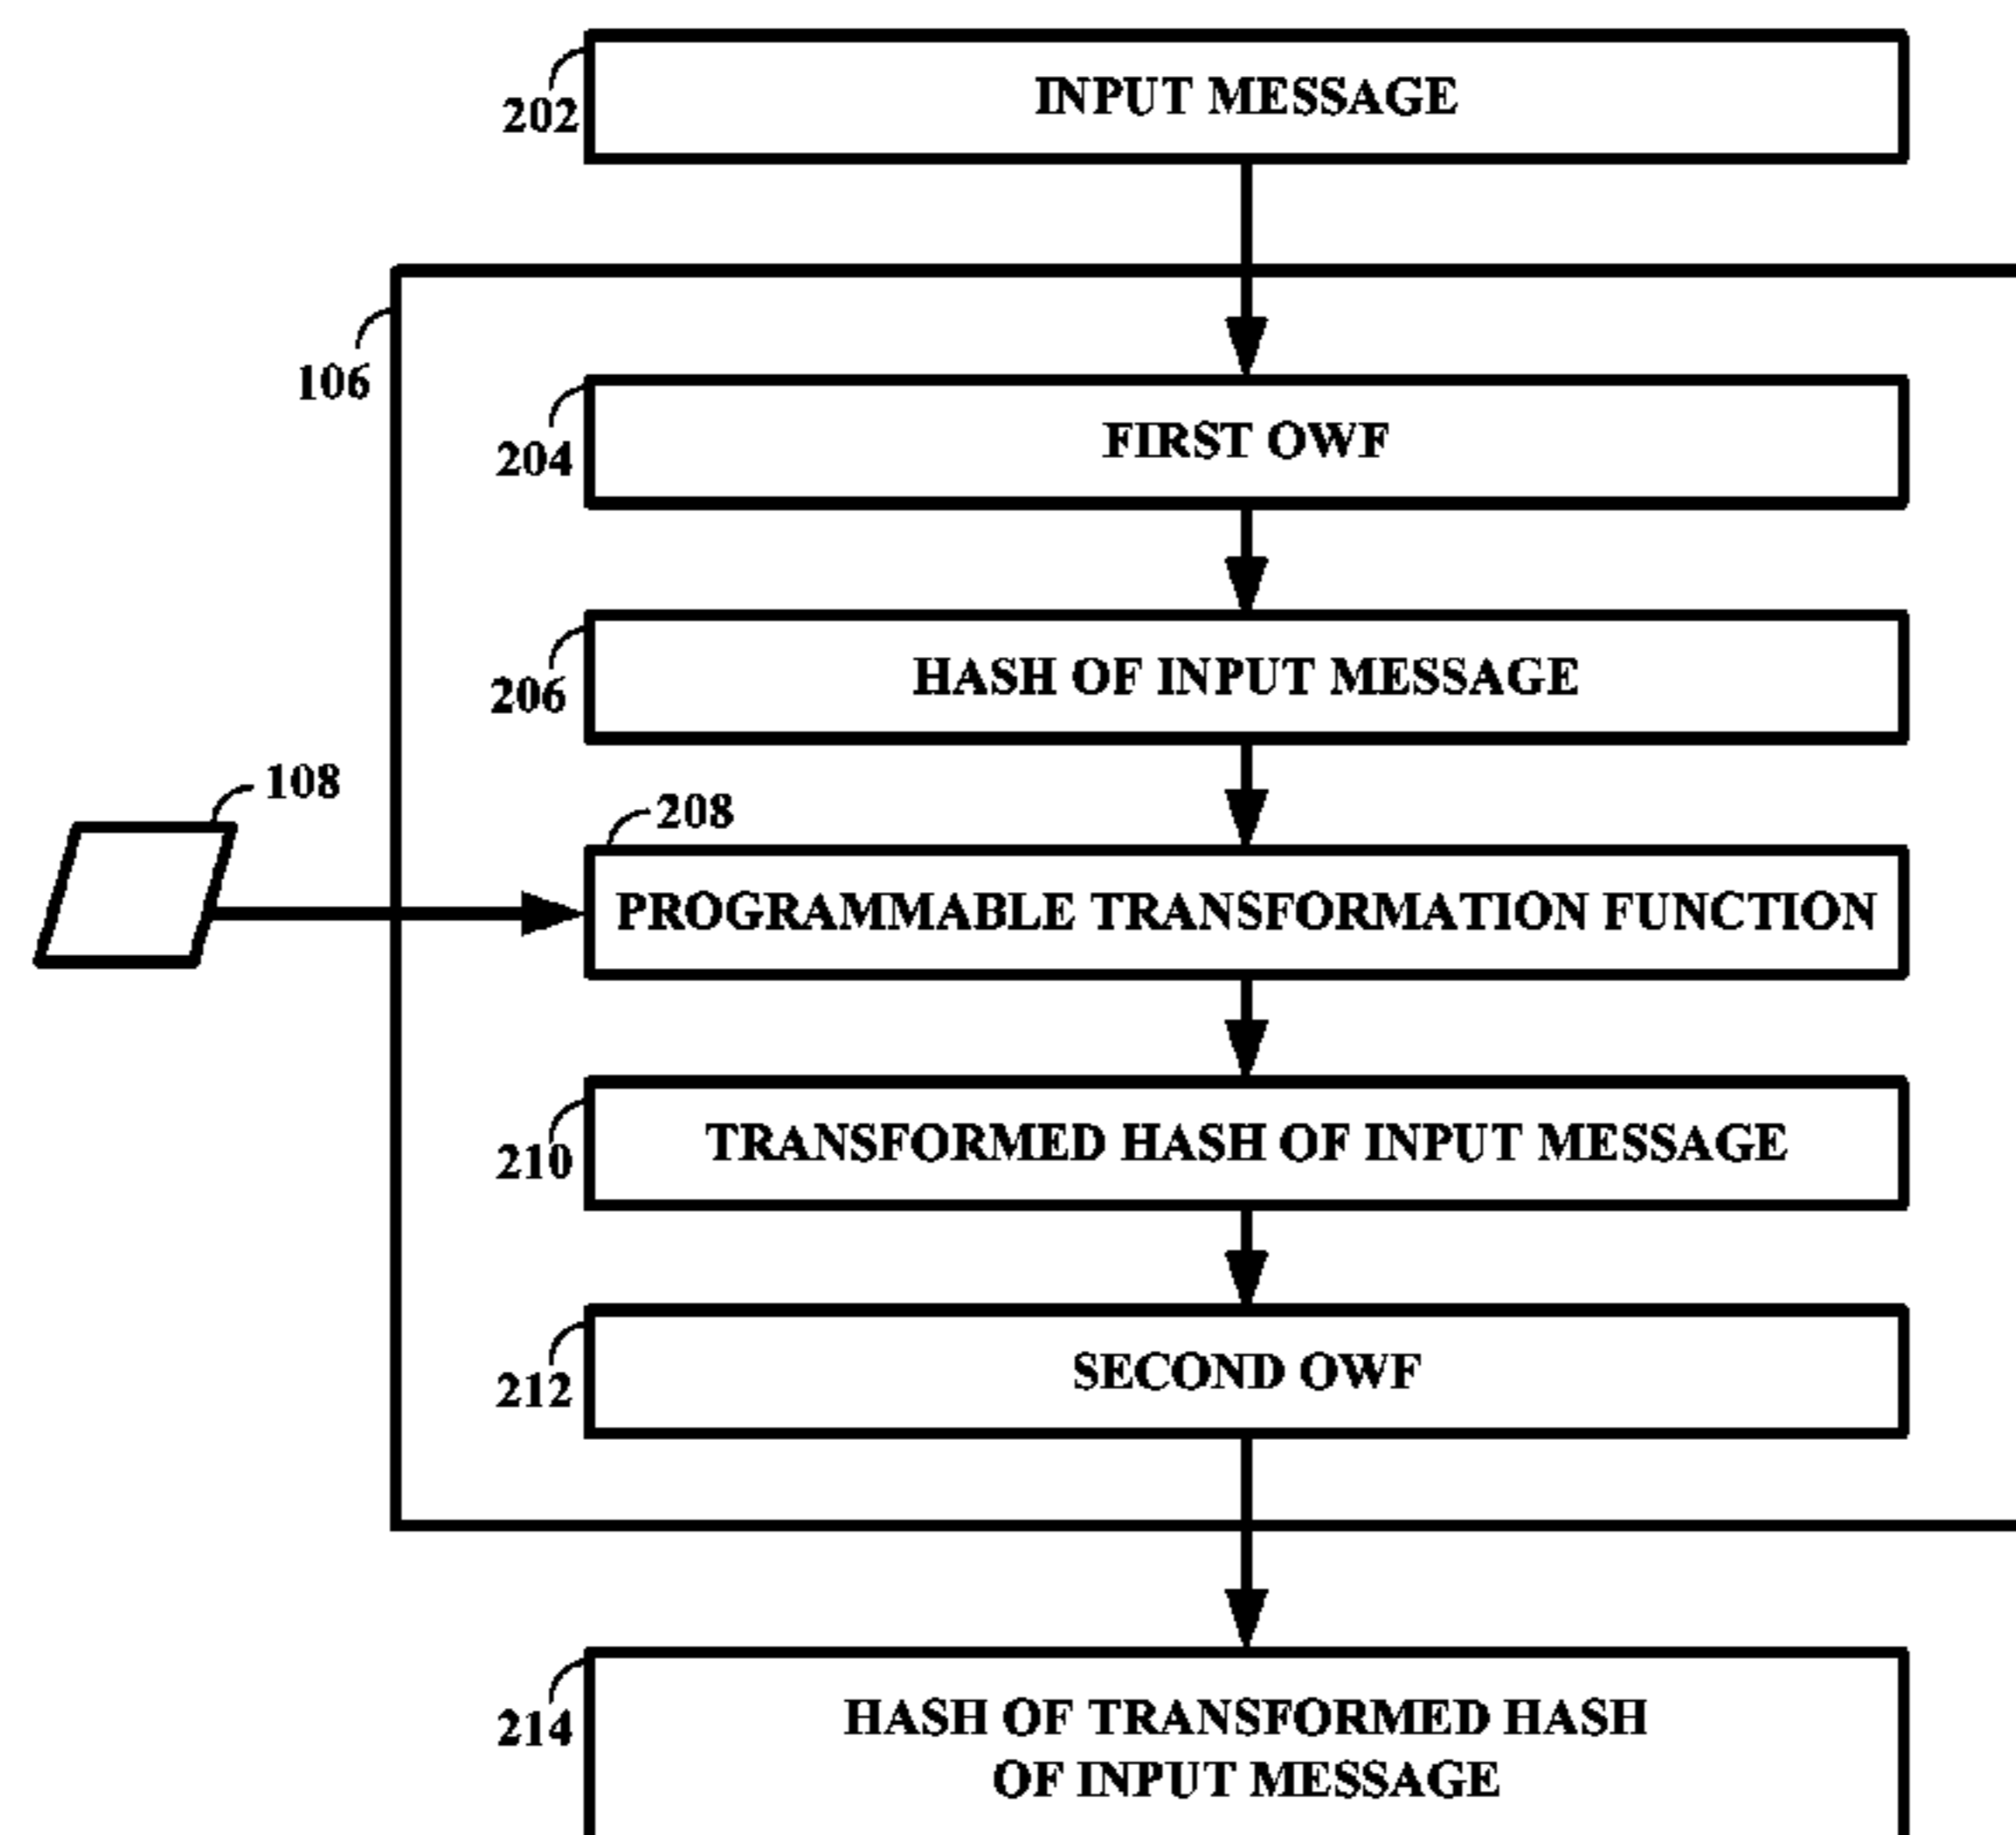 INPUT MESSAGE
202
106
FIRST OWF
204
HASH OF INPUT MESSAGE
206
108
208
PROGRAMMABLE TRANSFORMATION FUNCTION
TRANSFORMED HASH OF INPUT MESSAGE
210
SECOND OWF
212
HASH OF TRANSFORMED HASH
214
OF INPUT MESSAGE